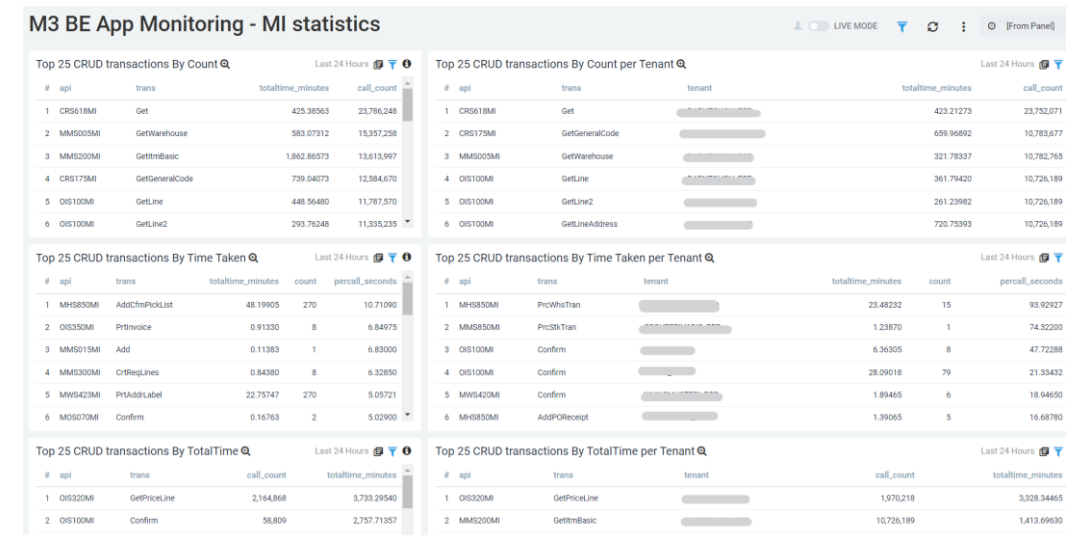 M3 BE App Monitoring - MI statistics
LIVE MODE
[From Panel]
Top 25 CRUD transactions By Count
Last 24 Hours
# api trans totaltime_minutes call_count
1 CRS618MI Get 425.38563 23,786,248
2 MMS005MI GetWarehouse 583.07312 15,357,258
3 MMS200MI GetItmBasic 1,862.86573 13,613,997
4 CRS175MI GetGeneralCode 739.04073 12,584,670
5 OIS100MI GetLine 448.56480 11,787,570
6 OIS100MI GetLine2 293.76248 11,335,235
Top 25 CRUD transactions By Count per Tenant
Last 24 Hours
# api trans tenant totaltime_minutes call_count
1 CRS618MI Get 423.21273 23,752,071
2 CRS175MI GetGeneralCode 659.96892 10,783,677
3 MMS005MI GetWarehouse 321.78337 10,782,765
4 OIS100MI GetLine 361.79420 10,726,189
5 OIS100MI GetLine2 261.23982 10,726,189
6 OIS100MI GetLineAddress 720.75393 10,726,189
Top 25 CRUD transactions By Time Taken
Last 24 Hours
# api trans totaltime_minutes count percall_seconds
1 MHS850MI AddCfmPickList 48.19905 270 10.71090
2 OIS350MI PrtInvoice 0.91330 8 6.84975
3 MMS015MI Add 0.11383 1 6.83000
4 MMS300MI CrtReqLines 0.84380 8 6.32850
5 MWS423MI PrtAddrLabel 22.75747 270 5.05721
6 MOS070MI Confirm 0.16763 2 5.02900
Top 25 CRUD transactions By Time Taken per Tenant
Last 24 Hours
# api trans tenant totaltime_minutes count percall_seconds
1 MHS850MI PrcWhsTran 23.48232 15 93.92927
2 MMS850MI PrcStkTran 1.23870 1 74.32200
3 OIS100MI Confirm 6.36305 8 47.72288
4 OIS100MI Confirm 28.09018 79 21.33432
5 MWS420MI Confirm 1.89465 6 18.94650
6 MHS850MI AddPOReceipt 1.39065 5 16.68780
Top 25 CRUD transactions By TotalTime
Last 24 Hours
# api trans call_count totaltime_minutes
1 OIS320MI GetPriceLine 2,164,868 3,733.29540
2 OIS100MI Confirm 58,809 2,757.71357
Top 25 CRUD transactions By TotalTime per Tenant
Last 24 Hours
# api trans tenant call_count totaltime_minutes
1 OIS320MI GetPriceLine 1,970,218 3,328.34465
2 MMS200MI GetItmBasic 10,726,189 1,413.69630